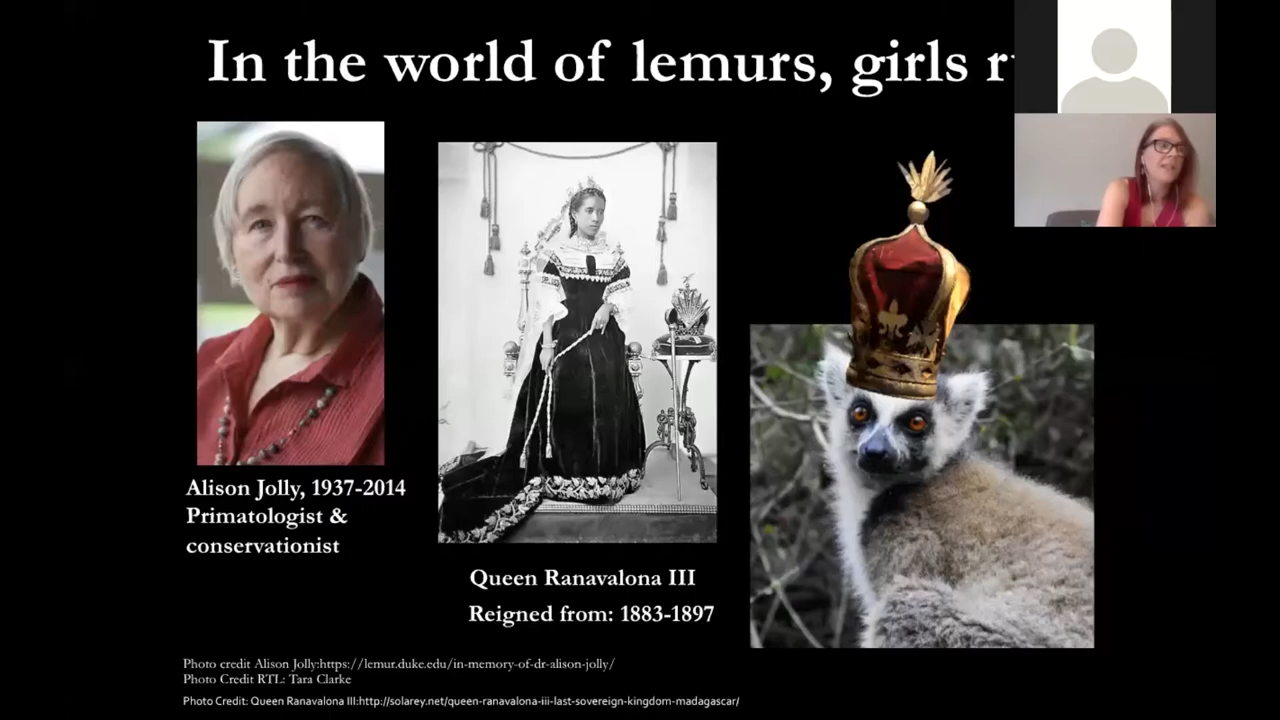 In the world of lemurs, girls
Alison Jolly, 1937-2014
Primatologist &
conservationist
Queen Ranavalona III
Reigned from: 1883-1897
Photo credit Alison Jolly:https://lemur.duke.edu/in-memory-of-dr-alison-jolly/
Photo Credit RTL: Tara Clarke
Photo Credit: Queen Ranavalona III:http://solarey.net/queen-ranavalona-iii-last-sovereign-kingdom-madagascar/